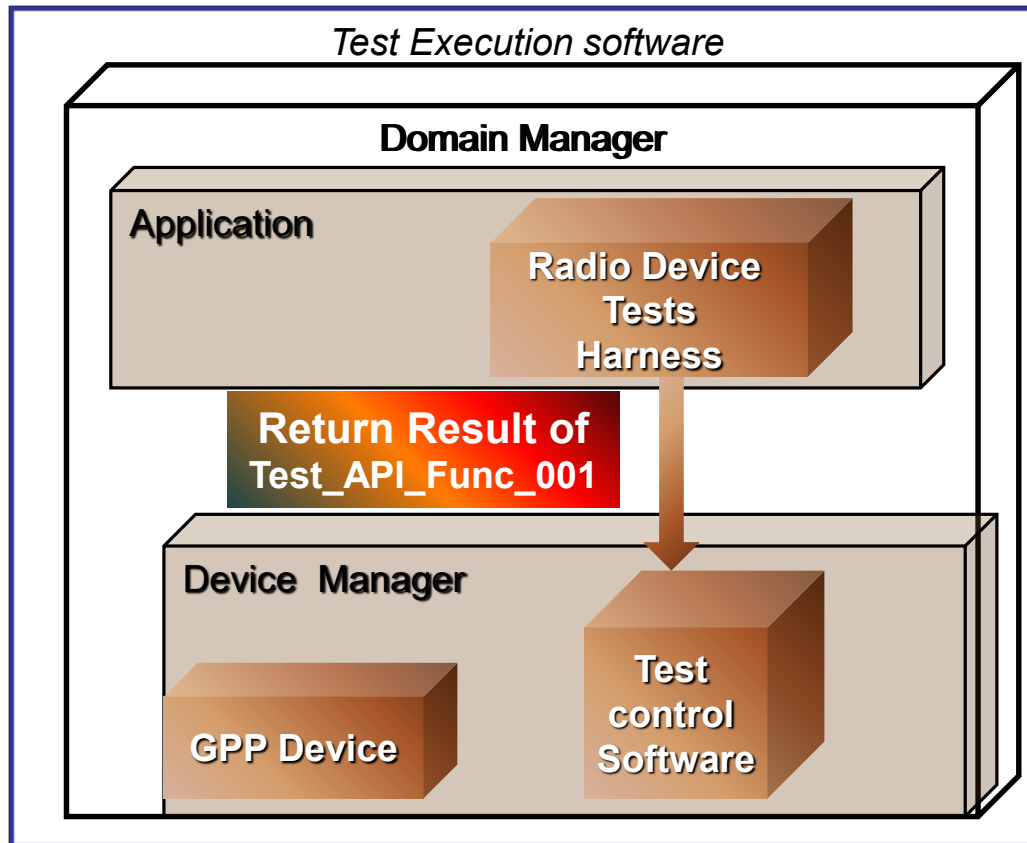 Test Execution software
Domain Manager
Application
Radio Device
Tests
Harness
Return Result of
Test_API_Func_001
Device Manager
GPP Device
Test
control
Software